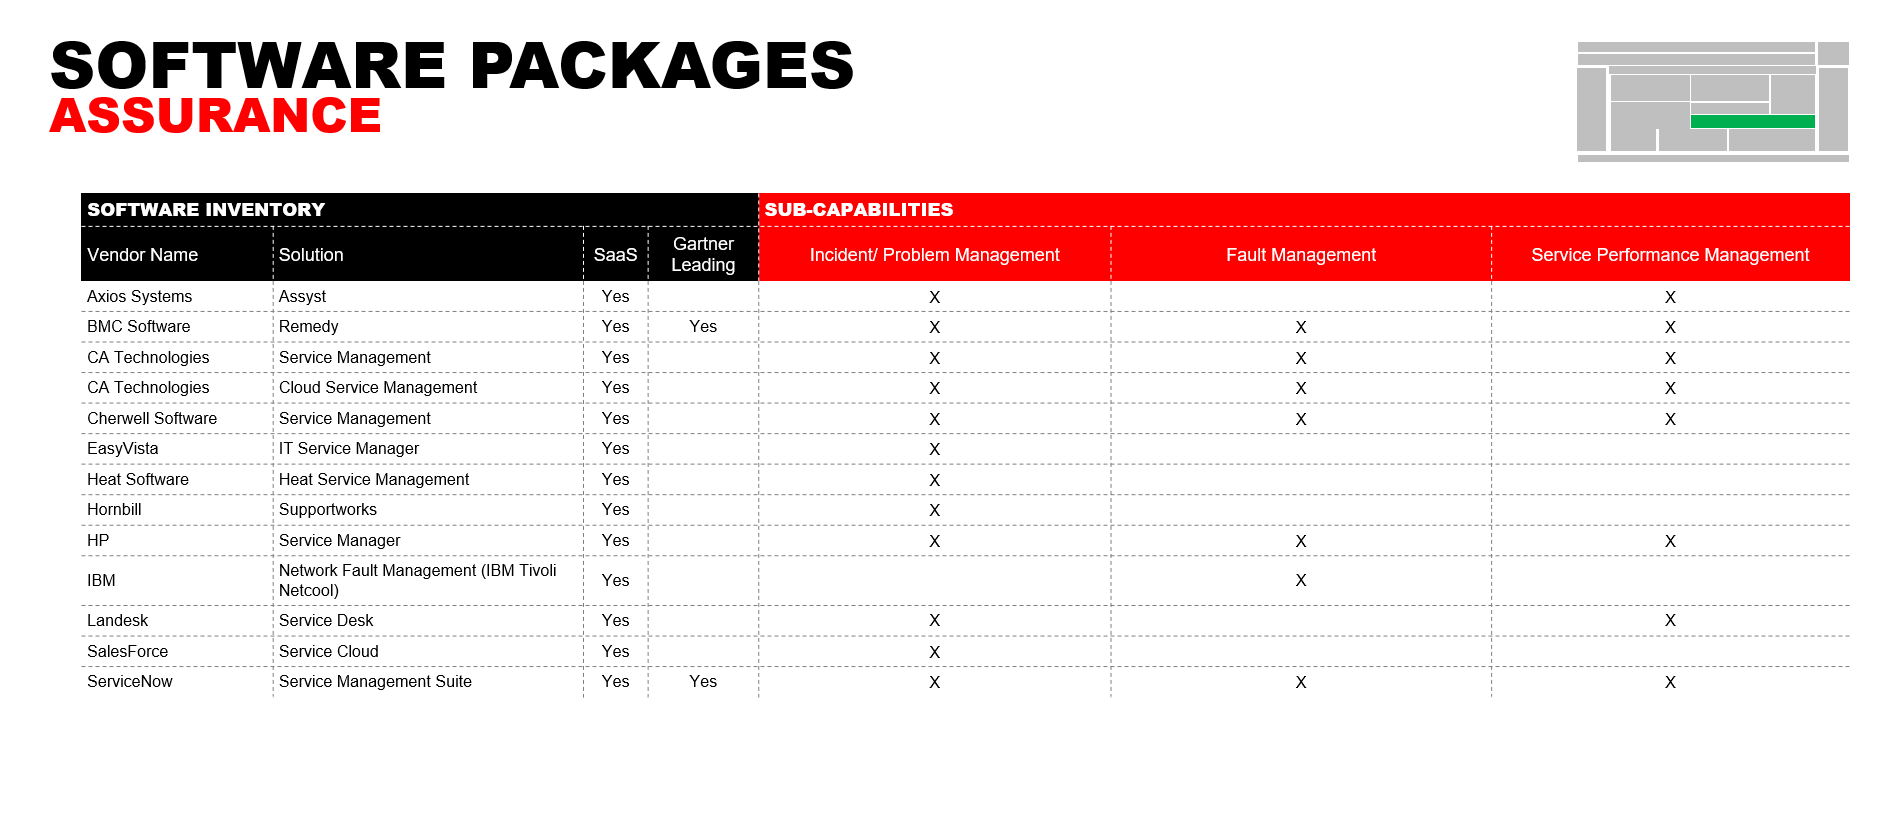 SOFTWARE PACKAGES
ASSURANCE
SOFTWARE INVENTORY SUB-CAPABILITIES
Vendor Name Solution SaaS Gartner Leading Incident/ Problem Management Fault Management Service Performance Management
Axios Systems Assyst Yes X X
BMC Software Remedy Yes Yes X X X
CA Technologies Service Management Yes X X X
CA Technologies Cloud Service Management Yes X X X
Cherwell Software Service Management Yes X X X
EasyVista IT Service Manager Yes X
Heat Software Heat Service Management Yes X
Hornbill Supportworks Yes X
HP Service Manager Yes X X X
IBM Network Fault Management (IBM Tivoli Netcool) Yes X
Landesk Service Desk Yes X X
SalesForce Service Cloud Yes X
ServiceNow Service Management Suite Yes Yes X X X